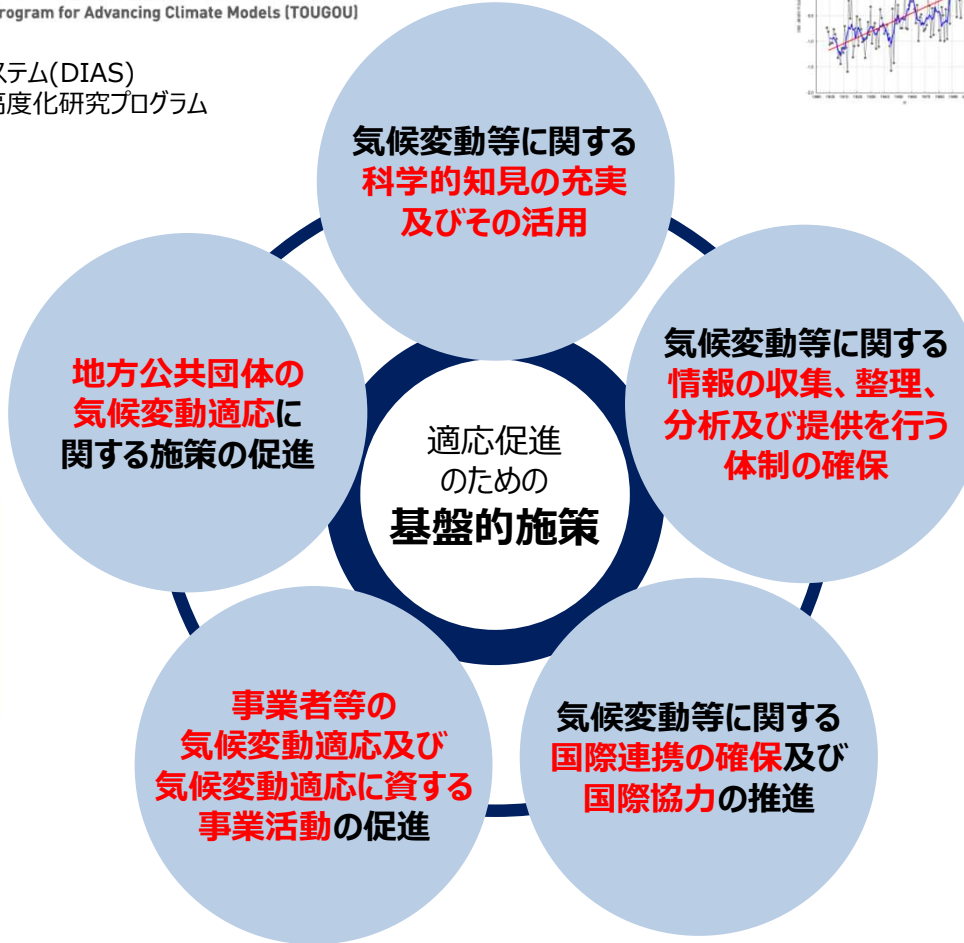 rogram for Advancing Climate Models (TOUGOU)
ステム(DIAS)
高度化研究プログラム
気候変動等に関する
科学的知見の充実
及びその活用
気候変動等に関する
情報の収集、整理、
分析及び提供を行う
体制の確保
地方公共団体の
気候変動適応に
関する施策の促進
適応促進
のための
基盤的施策
事業者等の
気候変動適応及び
気候変動適応に資する
事業活動の促進
気候変動等に関する
国際連携の確保及び
国際協力の推進